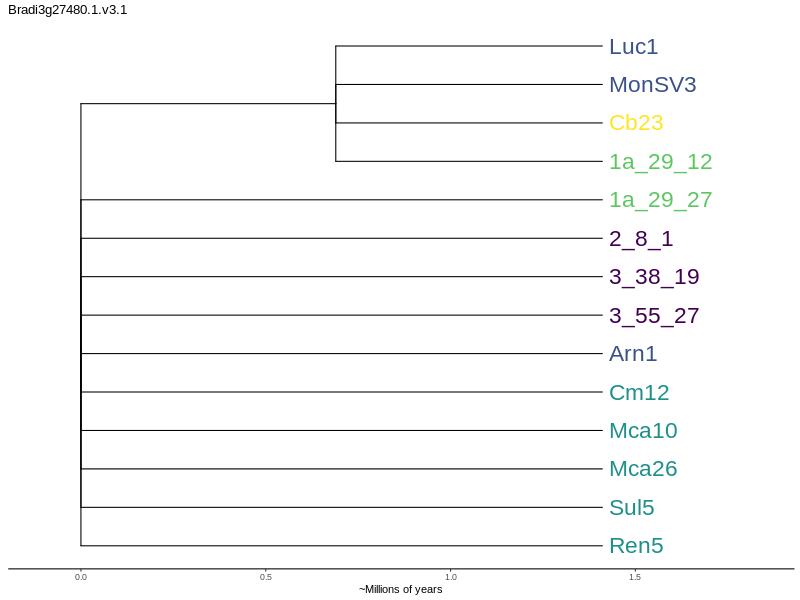 Bradi3g27480.1.v3.1
Luc1
MonSV3
Cb23
1a_29_12
1a_29_27
2_8_1
3_38_19
3_55_27
Arn1
Cm12
Mca10
Mca26
Sul5
Ren5
0.0 0.5 1.0 1.5
~Millions of years